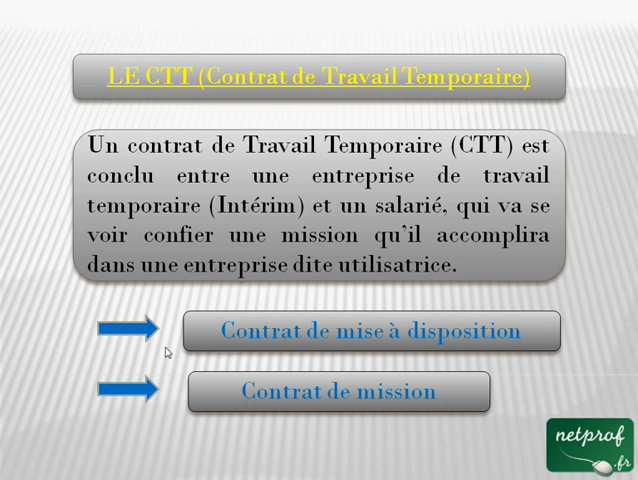 LE CTT (Contrat de Travail Temporaire)
Un contrat de Travail Temporaire (CTT) est
conclu entre une entreprise de travail
temporaire (Intérim) et un salarié, qui va se
voir confier une mission qu'il accomplira
dans une entreprise dite utilisatrice.
Contrat de mise à disposition
Contrat de mission
netprof
.fr